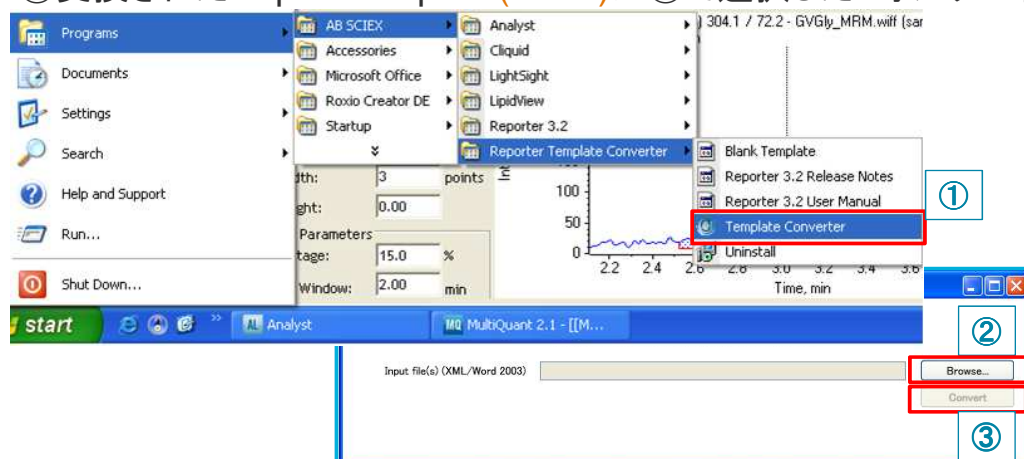 Programs
Documents
Settings
Search
Help and Support
Run...
Shut Down...
AB SCIEX
Accessories
Microsoft Office
Roxio Creator DE
Startup
Analyst
Cliquid
LightSight
LipidView
Reporter 3.2
Reporter Template Converter
304.1 / 72.2 - GVGly_MRM.wiff (sar
Blank Template
Reporter 3.2 Release Notes
Reporter 3.2 User Manual
Template Converter
Uninstall
①
dth: 3 points
ght: 0.00
Parameters
tage: 15.0 %
Window: 2.00 min
100
50
0
2.2 2.4 2.6 2.8 3.0 3.2 3.4 3.6
Time, min
start
Analyst
MultiQuant 2.1 - [[M...
②
Input file(s) (XML/Word 2003)
Browse...
Convert
③